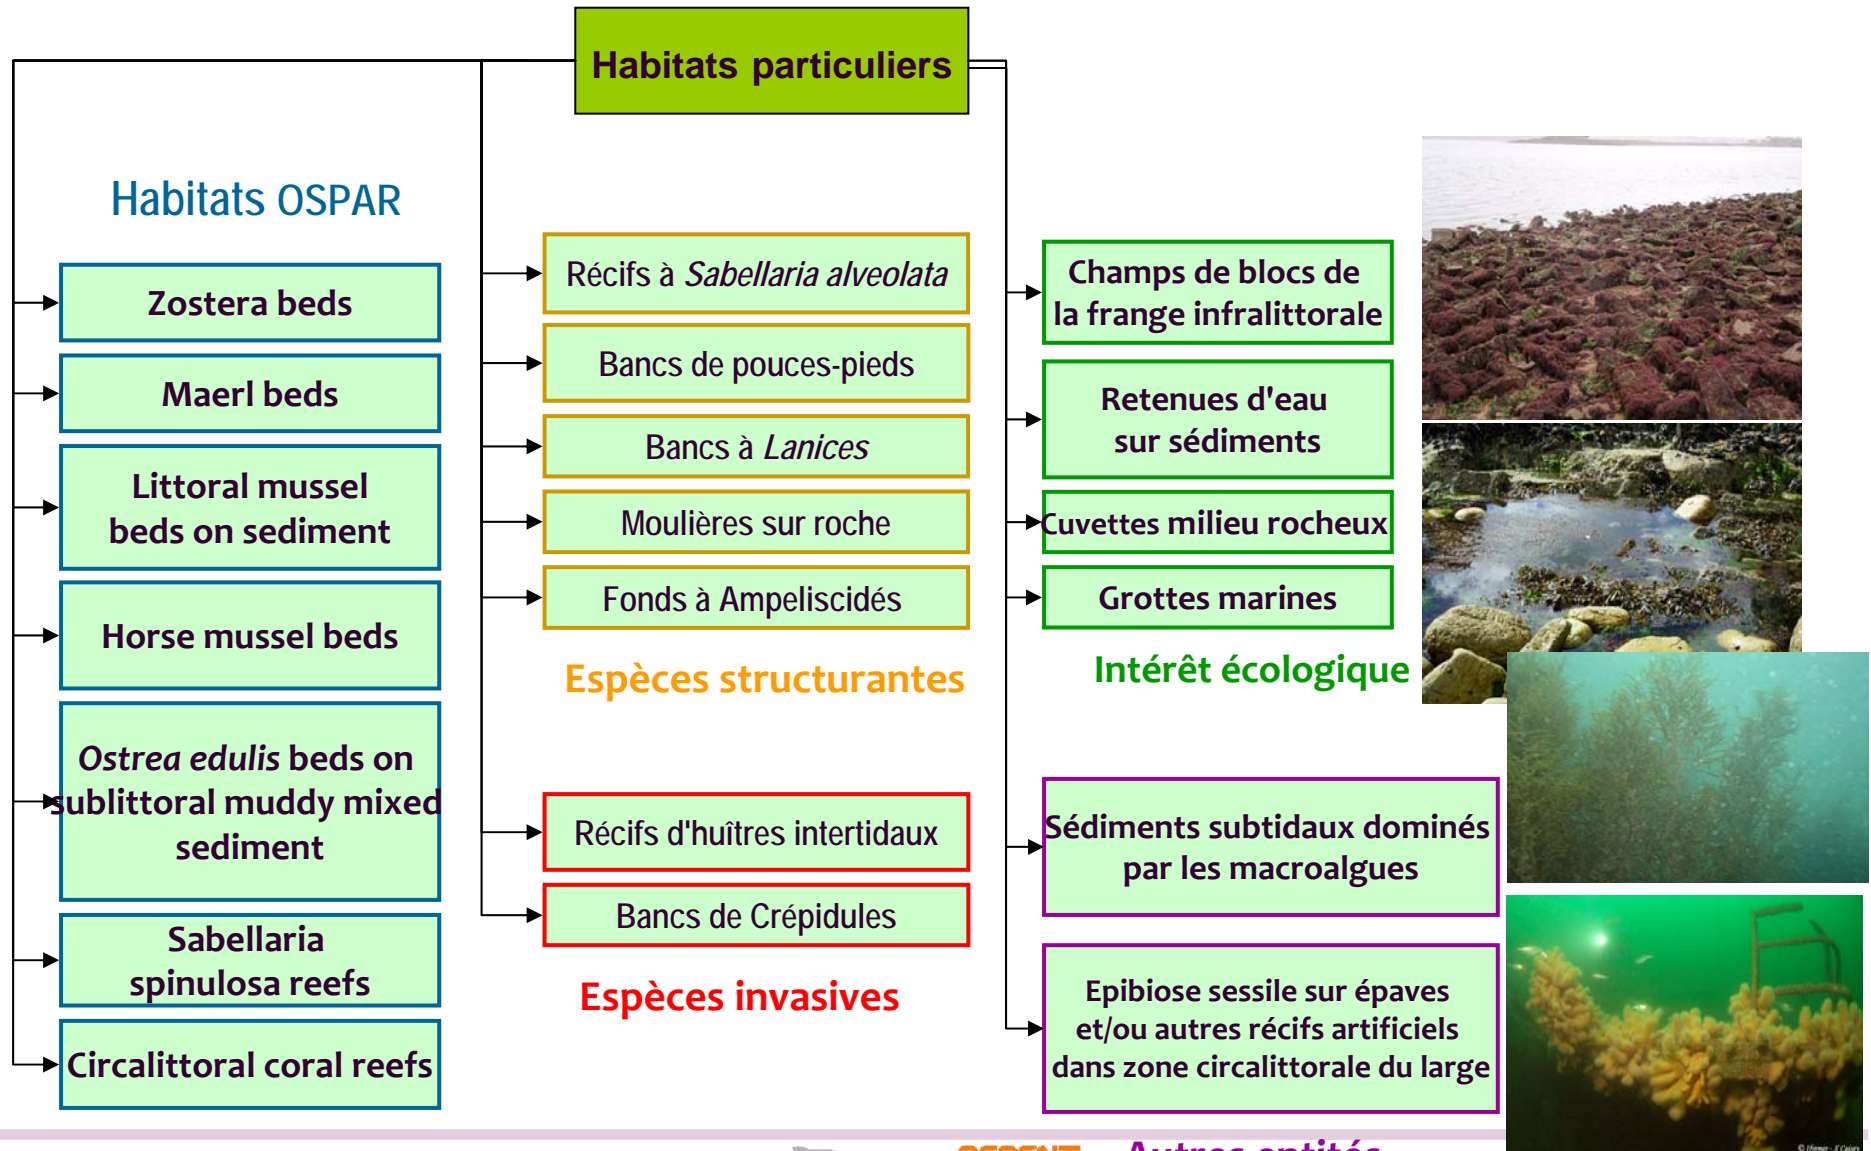 Habitats particuliers
Habitats OSPAR
Zostera beds
Maerl beds
Littoral mussel
beds on sediment
Horse mussel beds
Ostrea edulis beds on
sublittoral muddy mixed
sediment
Sabellaria
spinulosa reefs
Circalittoral coral reefs
Récifs à Sabellaria alveolata
Bancs de pouces-pieds
Bancs à Lanices
Moulières sur roche
Fonds à Ampeliscidés
Espèces structurantes
Récifs d'huîtres intertidaux
Bancs de Crépidules
Espèces invasives
Champs de blocs de
la frange infralittorale
Retenues d'eau
sur sédiments
Cuvettes milieu rocheux
Grottes marines
Intérêt écologique
Sédiments subtidaux dominés
par les macroalgues
Epibiose sessile sur épaves
et/ou autres récifs artificiels
dans zone circalittorale du large
Autres entités
© Ifremer - X Caisey